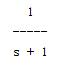 1
-----
s + 1